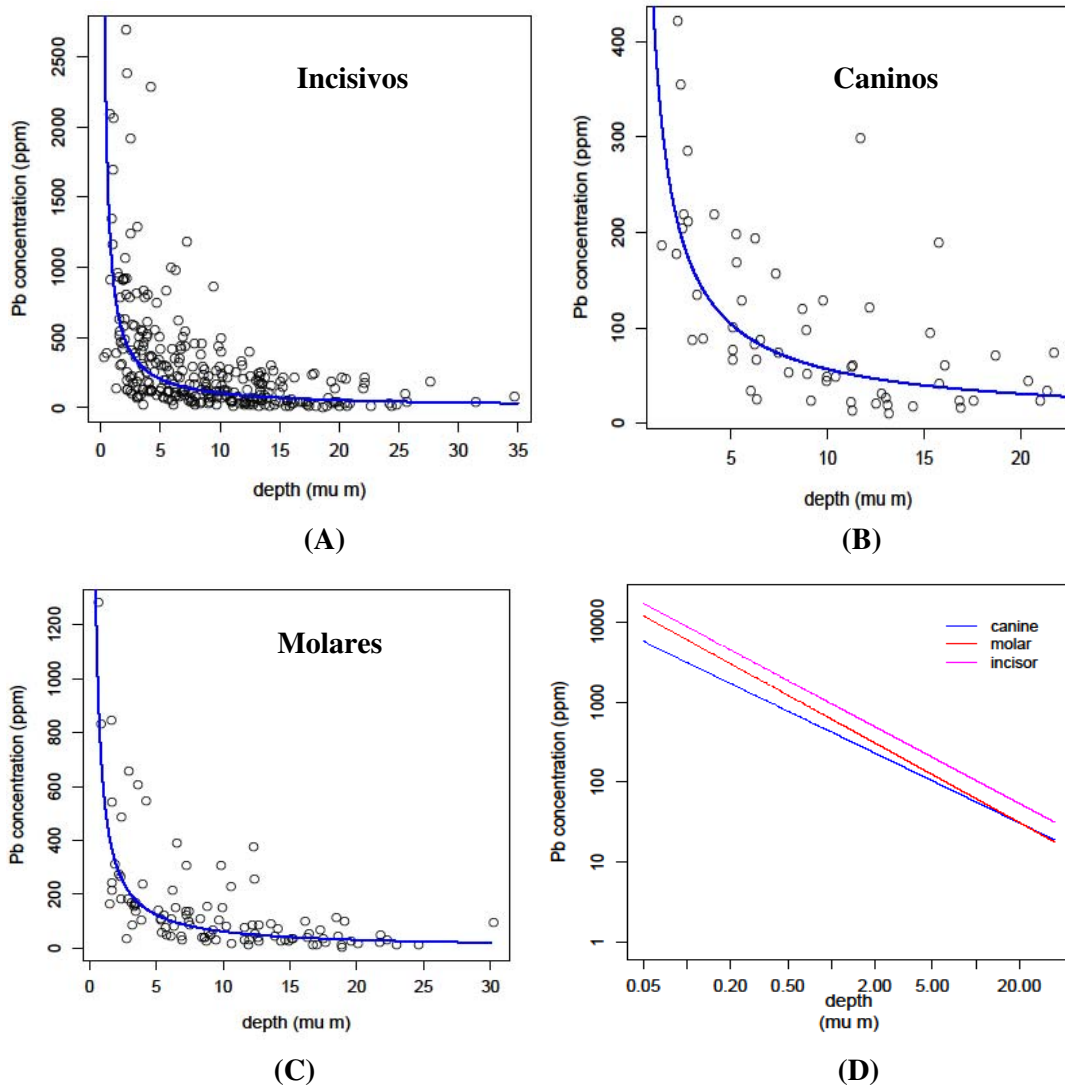 Incisivos
Pb concentration (ppm)
2500
2000
1500
1000
500
0
0 5 10 15 20 25 30 35
depth (mu m)
(A)
Caninos
Pb concentration (ppm)
400
300
200
100
0
5 10 15 20
depth (mu m)
(B)
Molares
Pb concentration (ppm)
1200
1000
800
600
400
200
0
0 5 10 15 20 25 30
depth (mu m)
(C)
canine
molar
incisor
Pb concentration (ppm)
10000
1000
100
10
1
0.05 0.20 0.50 2.00 5.00 20.00
depth
(mu m)
(D)